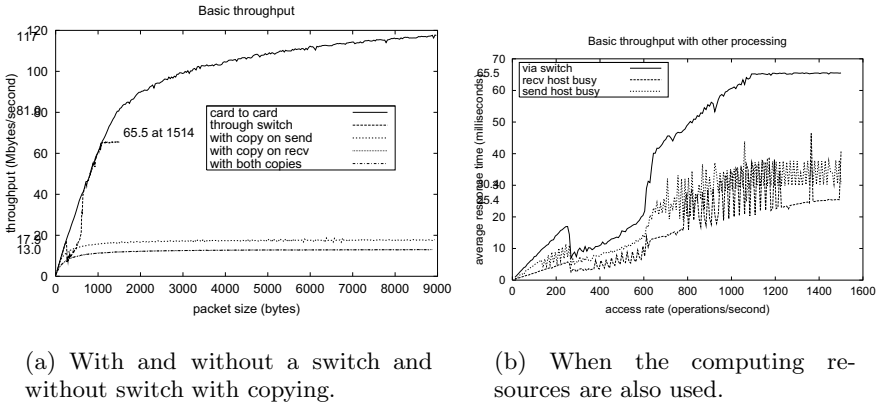 Basic throughput
120
117
100
81.0
80
65.5 at 1514
60
40
20
17.9
13.0
0
throughput (Mbytes/second)
card to card
through switch
with copy on send
with copy on recv
with both copies
0 1000 2000 3000 4000 5000 6000 7000 8000 9000
packet size (bytes)
(a) With and without a switch and
without switch with copying.
Basic throughput with other processing
70
65.5
60
50
40
30
25.4
20
10
0
average response time (milliseconds)
via switch
recv host busy
send host busy
0 200 400 600 800 1000 1200 1400 1600
access rate (operations/second)
(b) When the computing re-
sources are also used.